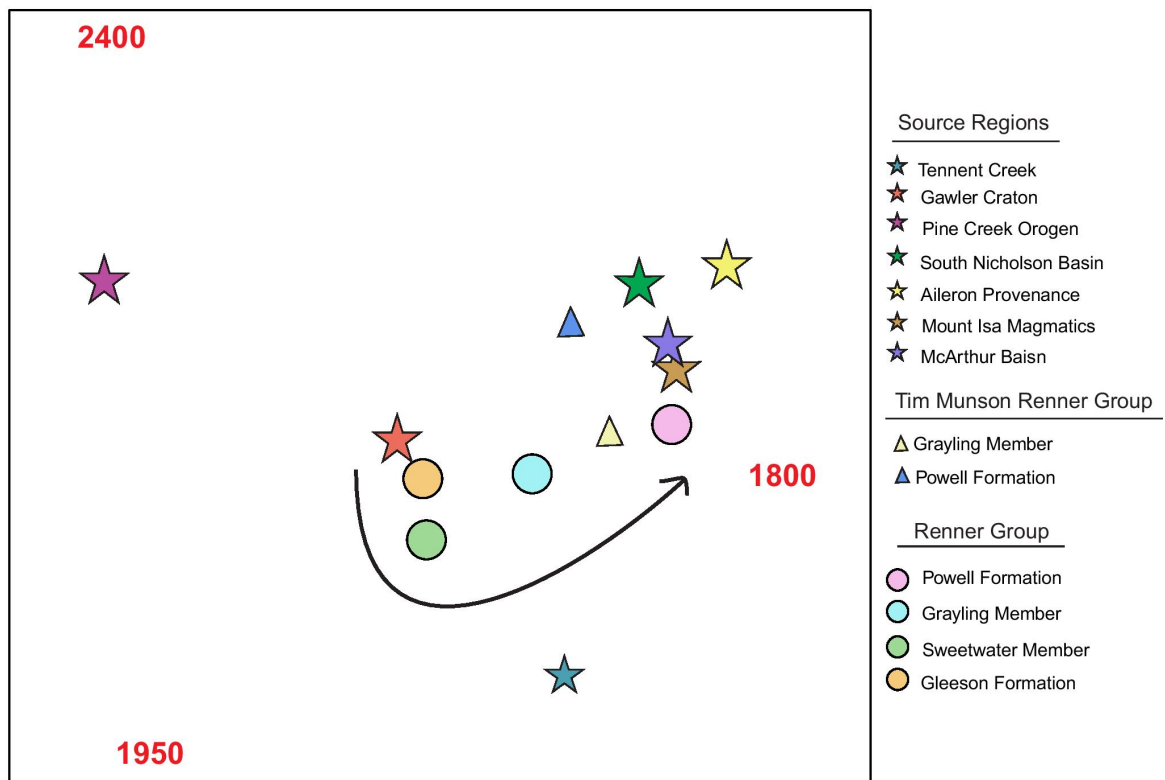 2400
1800
1950
Source Regions
Tennent Creek
Gawler Craton
Pine Creek Orogen
South Nicholson Basin
Aileron Provenance
Mount Isa Magmatics
McArthur Baisn
Tim Munson Renner Group
Grayling Member
Powell Formation
Renner Group
Powell Formation
Grayling Member
Sweetwater Member
Gleeson Formation